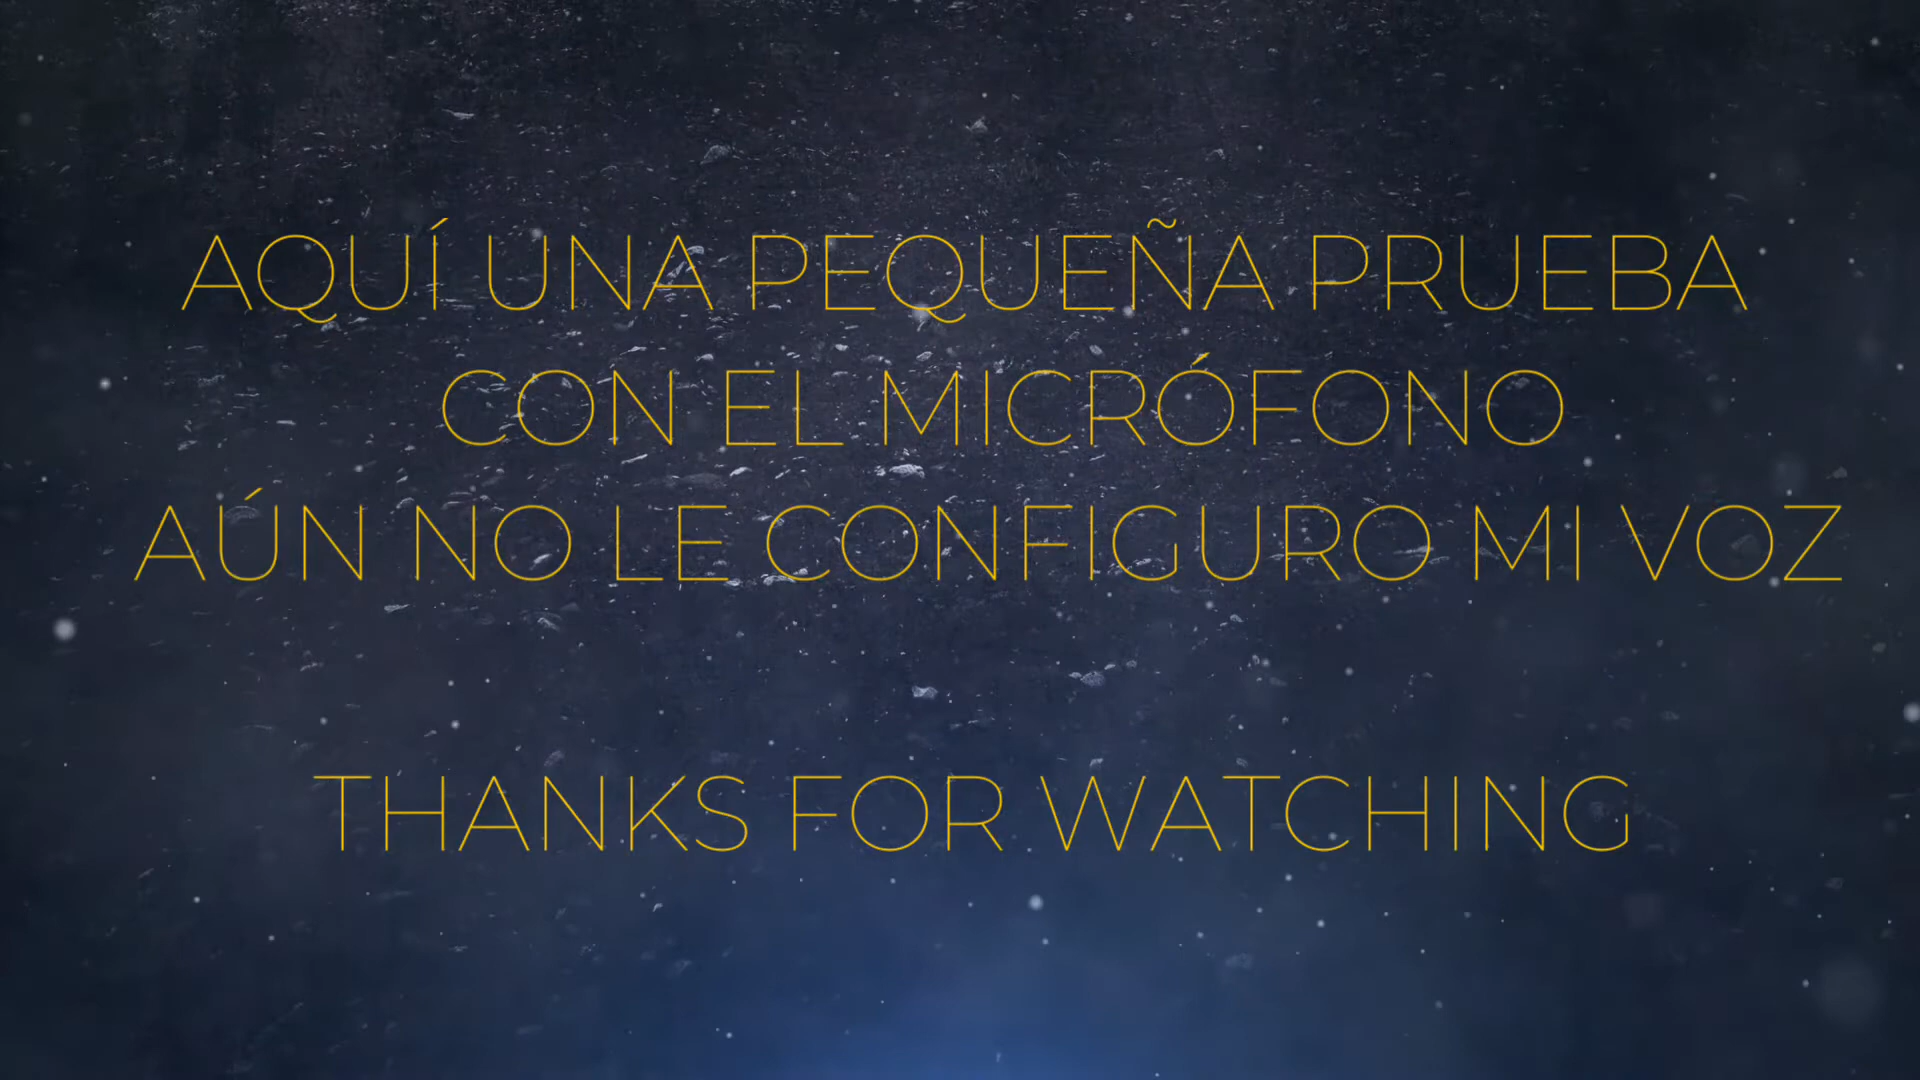 AQUÍ UNA PEQUEÑA PRUEBA
CON EL MICRÓFONO
AÚN NO LE CONFIGURO MI VOZ
THANKS FOR WATCHING